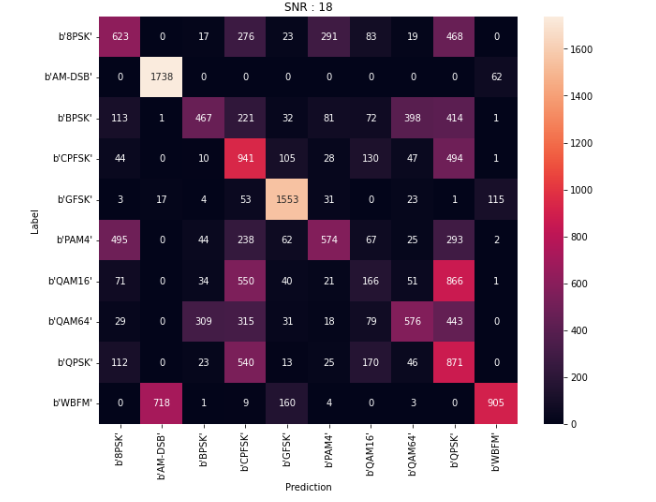 SNR : 18
b'8PSK' 623 0 17 276 23 291 83 19 468 0
b'AM-DSB' 0 1738 0 0 0 0 0 0 0 62
b'BPSK' 113 1 467 221 32 81 72 398 414 1
b'CPFSK' 44 0 10 941 105 28 130 47 494 1
b'GFSK' 3 17 4 53 1553 31 0 23 1 115
b'PAM4' 495 0 44 238 62 574 67 25 293 2
b'QAM16' 71 0 34 550 40 21 166 51 866 1
b'QAM64' 29 0 309 315 31 18 79 576 443 0
b'QPSK' 112 0 23 540 13 25 170 46 871 0
b'WBFM' 0 718 1 9 160 4 0 3 0 905
Label
b'8PSK' b'AM-DSB' b'BPSK' b'CPFSK' b'GFSK' b'PAM4' b'QAM16' b'QAM64' b'QPSK' b'WBFM'
Prediction
1600
1400
1200
1000
800
600
400
200
0